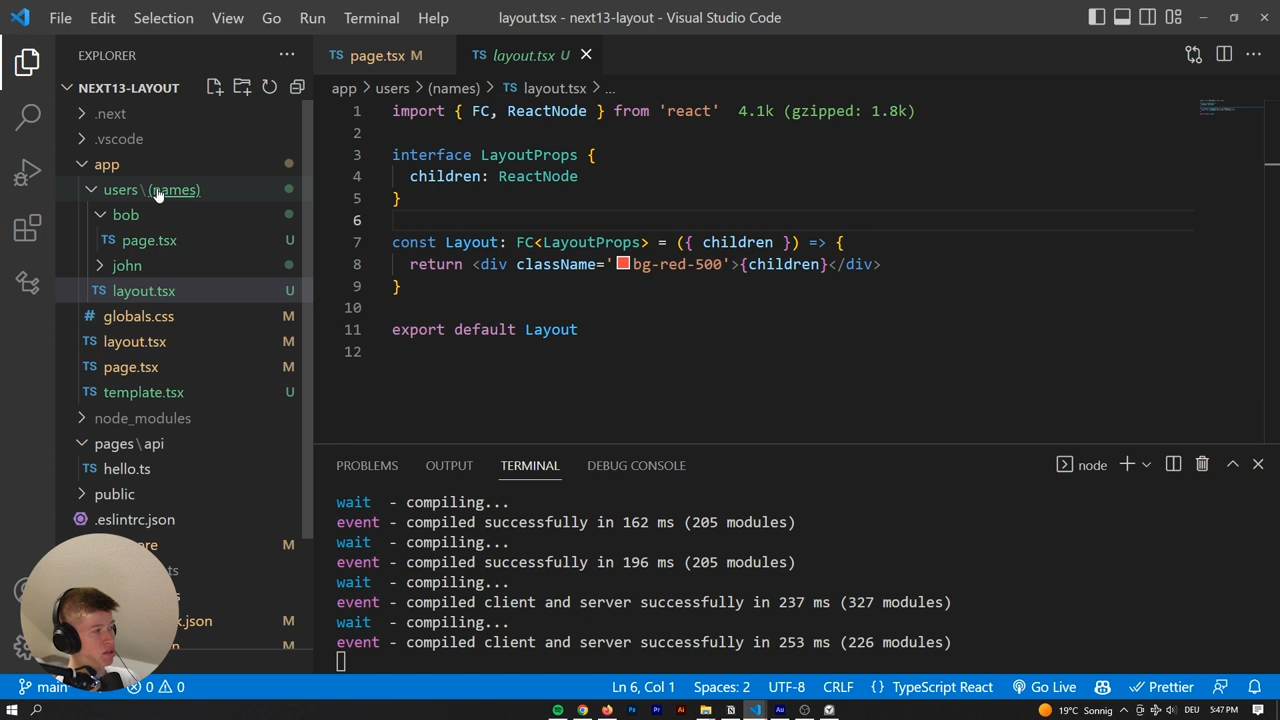 File Edit Selection View Go Run Terminal Help layout.tsx - next13-layout - Visual Studio Code
EXPLORER
NEXT13-LAYOUT
.next
.vscode
app
users\(names)
bob
TS page.tsx U
john
TS layout.tsx U
globals.css M
TS layout.tsx M
TS page.tsx M
TS template.tsx U
node_modules
pages\api
TS hello.ts
public
.eslintrc.json
M
M
TS page.tsx M TS layout.tsx U
app > users > (names) > TS layout.tsx > ...
1 import { FC, ReactNode } from 'react' 4.1k (gzipped: 1.8k)
2
3 interface LayoutProps {
4 children: ReactNode
5 }
6
7 const Layout: FC<LayoutProps> = ({ children }) => {
8 return <div className='bg-red-500'>{children}</div>
9 }
10
11 export default Layout
12
PROBLEMS OUTPUT TERMINAL DEBUG CONSOLE node
wait - compiling...
event - compiled successfully in 162 ms (205 modules)
wait - compiling...
event - compiled successfully in 196 ms (205 modules)
wait - compiling...
event - compiled client and server successfully in 237 ms (327 modules)
wait - compiling...
event - compiled client and server successfully in 253 ms (226 modules)
main 0 0 Ln 6, Col 1 Spaces: 2 UTF-8 CRLF {} TypeScript React Go Live Prettier
19°C Sonnig DEU 5:47 PM